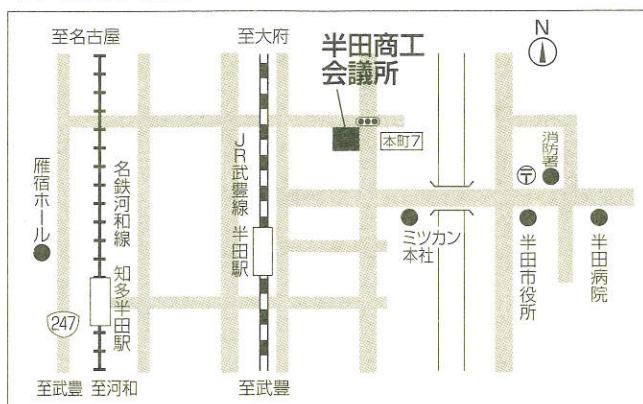 至名古屋
至大府
半田商工
会議所
N
本町7
消防署
〒
雁宿ホール
名鉄河和線 知多半田駅
JR武豊線 半田駅
ミツカン
本社
半田市役所
半田病院
247
至武豊
至河和
至武豊